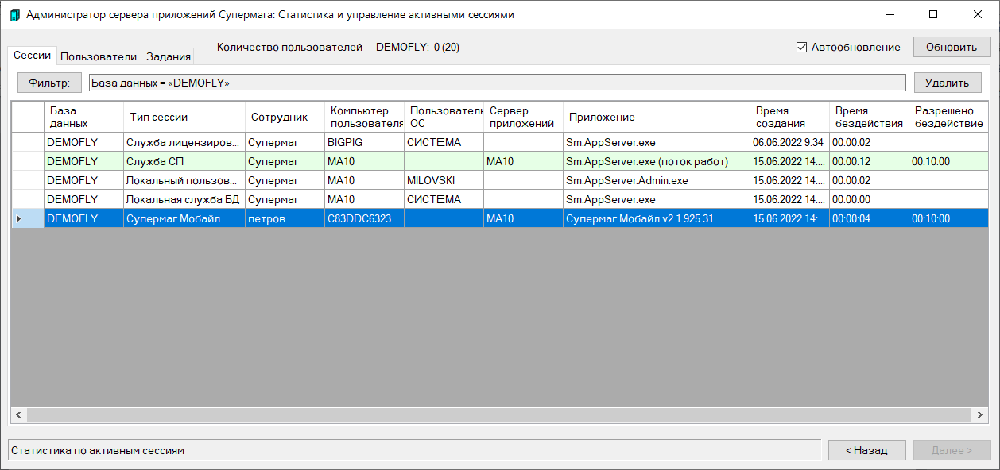 Администратор сервера приложений Супермага: Статистика и управление активными сессиями
Сессии Пользователи Задания Количество пользователей DEMOFLY: 0 (20) Автообновление Обновить
Фильтр: База данных = «DEMOFLY» Удалить
База данных Тип сессии Сотрудник Компьютер пользователя Пользователь ОС Сервер приложений Приложение Время создания Время бездействия Разрешено бездействие
DEMOFLY Служба лицензиров... Супермаг BIGPIG СИСТЕМА Sm.AppServer.exe 06.06.2022 9:34 00:00:02
DEMOFLY Служба СП Супермаг MA10 MA10 Sm.AppServer.exe (поток работ) 15.06.2022 14:... 00:00:12 00:10:00
DEMOFLY Локальный пользов... Супермаг MA10 MILOVSKI Sm.AppServer.Admin.exe 15.06.2022 14:... 00:00:02
DEMOFLY Локальная служба БД Супермаг MA10 СИСТЕМА Sm.AppServer.exe 15.06.2022 14:... 00:00:00
DEMOFLY Супермаг Мобайл петров C83DDC6323... MA10 Супермаг Мобайл v2.1.925.31 15.06.2022 14:... 00:00:04 00:10:00
Статистика по активным сессиям < Назад Далее >